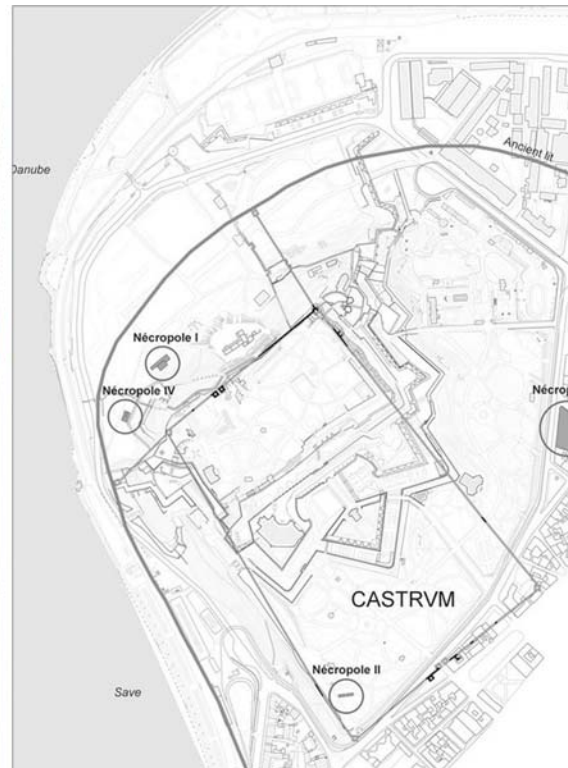 Danube
Ancient lit
Nécropole I
Nécropole IV
Nécrop
CASTRVM
Nécropole II
Save